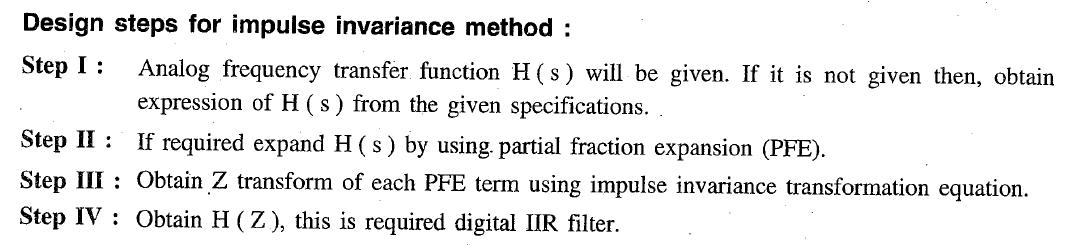 Design steps for impulse invariance method :
Step I : Analog frequency transfer function H ( s ) will be given. If it is not given then, obtain
expression of H ( s ) from the given specifications.
Step II : If required expand H ( s ) by using partial fraction expansion (PFE).
Step III : Obtain Z transform of each PFE term using impulse invariance transformation equation.
Step IV : Obtain H ( Z ), this is required digital IIR filter.